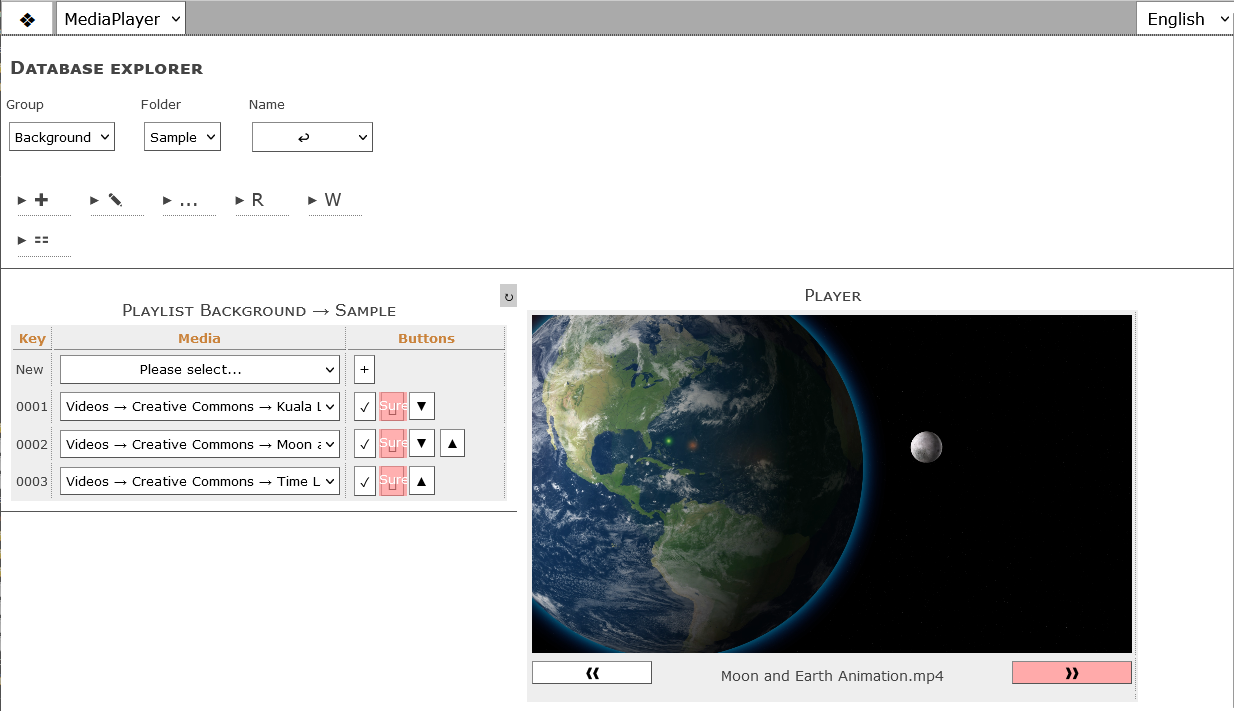 ❖ MediaPlayer English
Database explorer
Group Folder Name
Background Sample ↩
▶ ✚ ▶ ✎ ▶ ... ▶ R ▶ W
▶ ==
↻
Playlist Background → Sample
Key Media Buttons
New Please select... +
0001 Videos → Creative Commons → Kuala L ✓ Sure ▼
0002 Videos → Creative Commons → Moon a ✓ Sure ▼ ▲
0003 Videos → Creative Commons → Time L ✓ Sure ▲
Player
⟪ Moon and Earth Animation.mp4 ⟫